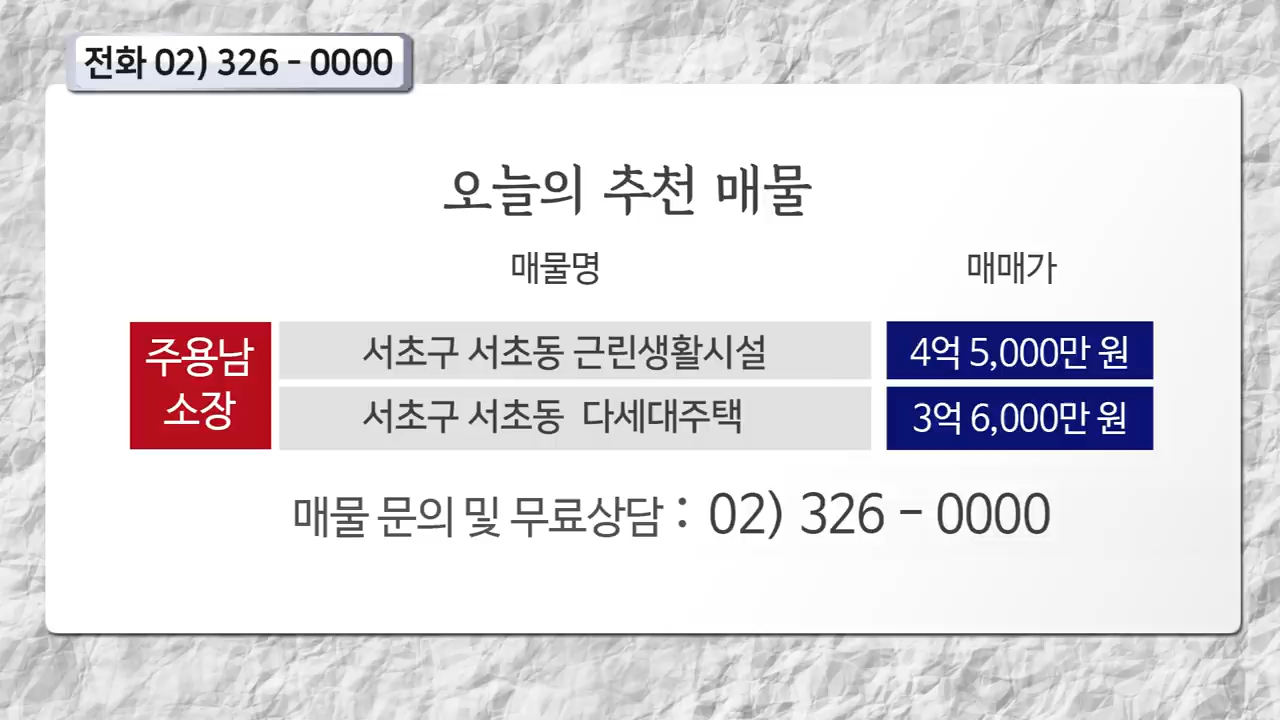 전화 02) 326 - 0000
오늘의 추천 매물
매물명 매매가
주용남 소장
서초구 서초동 근린생활시설 4억 5,000만 원
서초구 서초동 다세대주택 3억 6,000만 원
매물 문의 및 무료상담 : 02) 326 - 0000